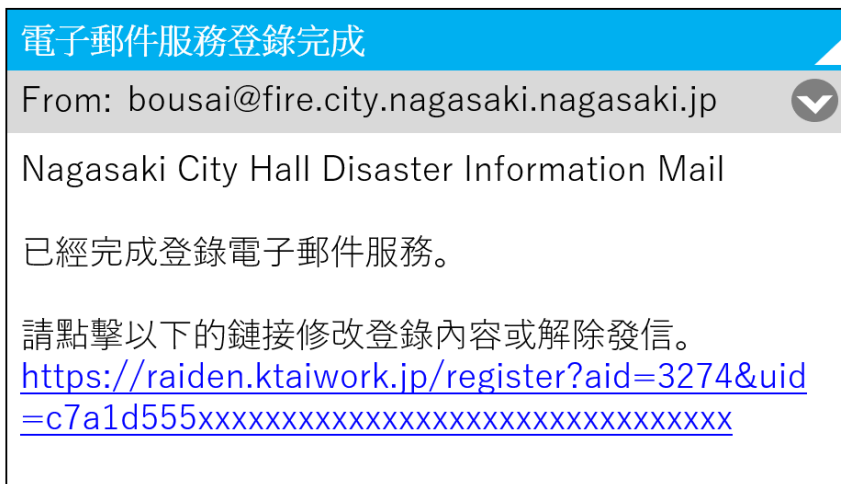 電子郵件服務登錄完成
From: bousai@fire.city.nagasaki.nagasaki.jp
Nagasaki City Hall Disaster Information Mail
已經完成登錄電子郵件服務。
請點擊以下的鏈接修改登錄內容或解除發信。
https://raiden.ktaiwork.jp/register?aid=3274&uid
=c7a1d555xxxxxxxxxxxxxxxxxxxxxxxxxxxxxxxxx